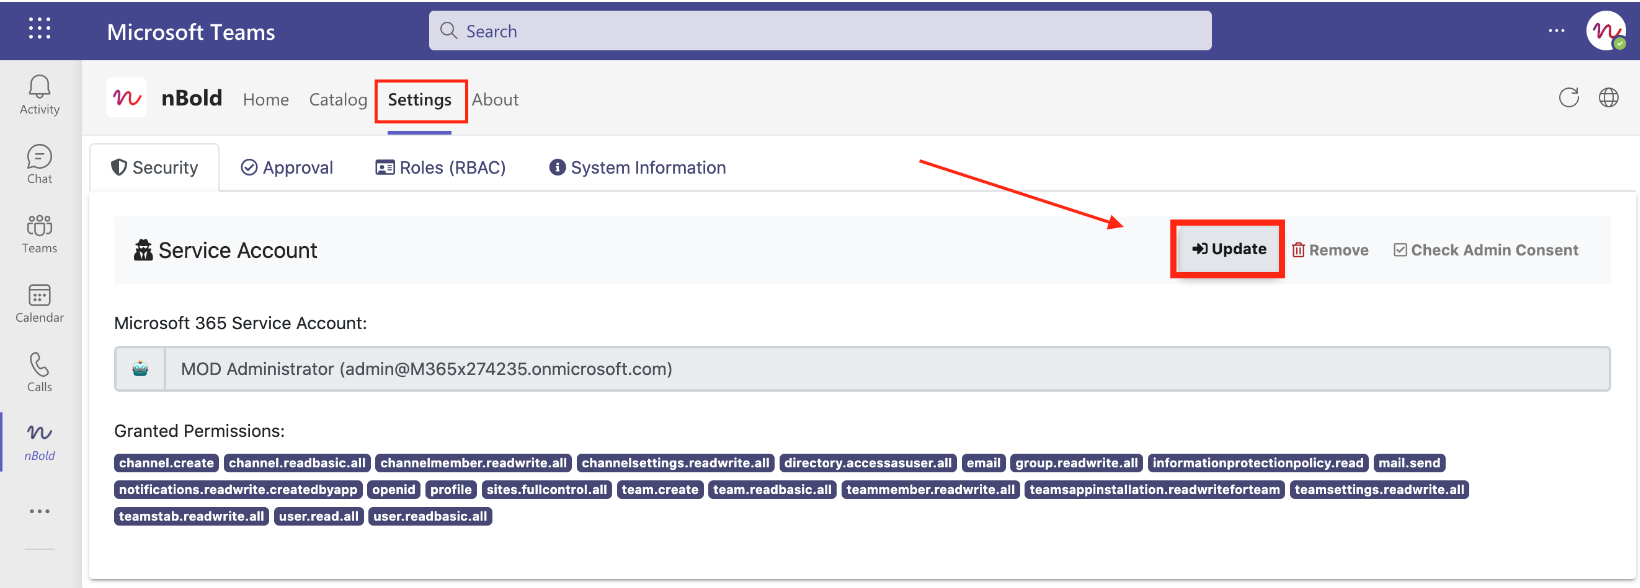 Microsoft Teams
Search
Activity
Chat
Teams
Calendar
Calls
nBold
nBold Home Catalog Settings About
Security Approval Roles (RBAC) System Information
Service Account
Update Remove Check Admin Consent
Microsoft 365 Service Account:
MOD Administrator (admin@M365x274235.onmicrosoft.com)
Granted Permissions:
channel.create channel.readbasic.all channelmember.readwrite.all channelsettings.readwrite.all directory.accessasuser.all email group.readwrite.all informationprotectionpolicy.read mail.send
notifications.readwrite.createdbyapp openid profile sites.fullcontrol.all team.create team.readbasic.all teammember.readwrite.all teamsappinstallation.readwriteforteam teamsettings.readwrite.all
teamstab.readwrite.all user.read.all user.readbasic.all